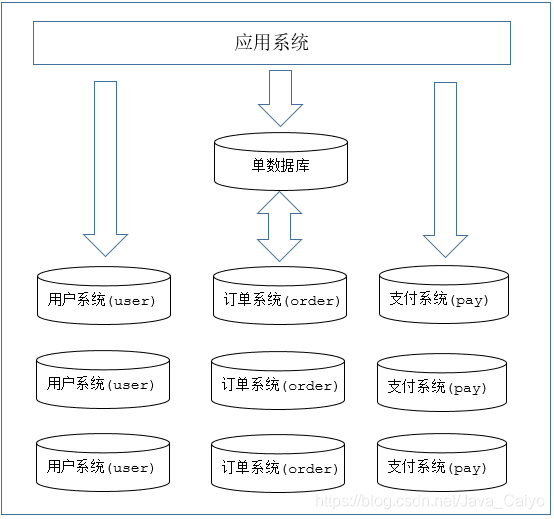 应用系统
单数据库
用户系统(user)
订单系统(order)
支付系统(pay)
用户系统(user)
订单系统(order)
支付系统(pay)
用户系统(user)
订单系统(order)
支付系统(pay)
https://blog.csdn.net/Java_Caiyo